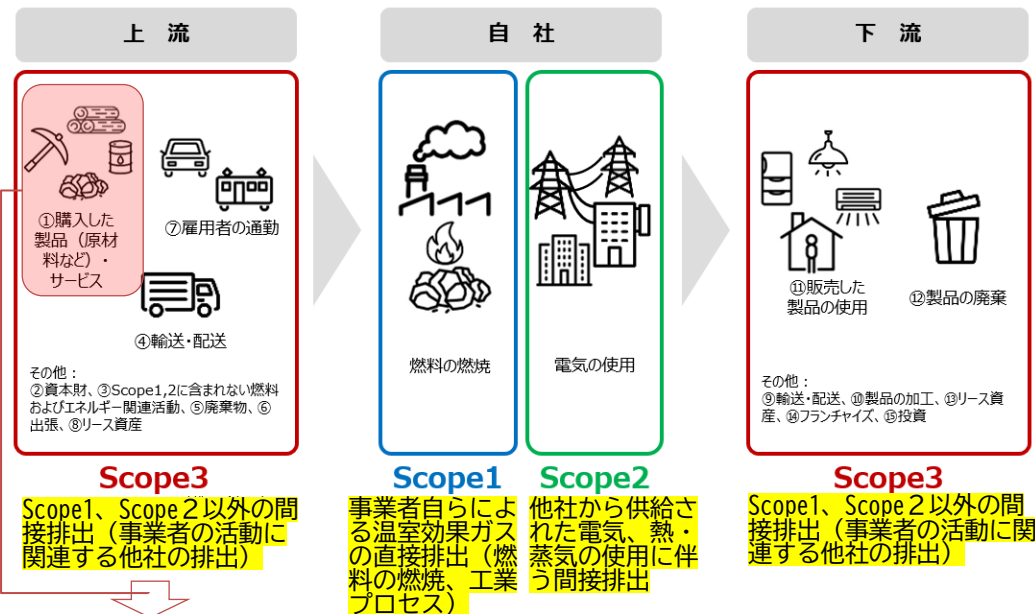 上 流
①購入した
製品（原材
料など）・
サービス
⑦雇用者の通勤
④輸送・配送
その他：
②資本財、③Scope1,2に含まれない燃料
およびエネルギー関連活動、⑤廃棄物、⑥
出張、⑧リース資産
Scope3
Scope1、Scope２以外の間
接排出（事業者の活動に
関連する他社の排出）
自 社
燃料の燃焼
Scope1
事業者自らによ
る温室効果ガス
の直接排出（燃
料の燃焼、工業
プロセス）
電気の使用
Scope2
他社から供給さ
れた電気、熱・
蒸気の使用に伴
う間接排出
下 流
⑪販売した
製品の使用
⑫製品の廃棄
その他：
⑨輸送・配送、⑩製品の加工、⑬リース資
産、⑭フランチャイズ、⑮投資
Scope3
Scope1、Scope２以外の間
接排出（事業者の活動に関
連する他社の排出）